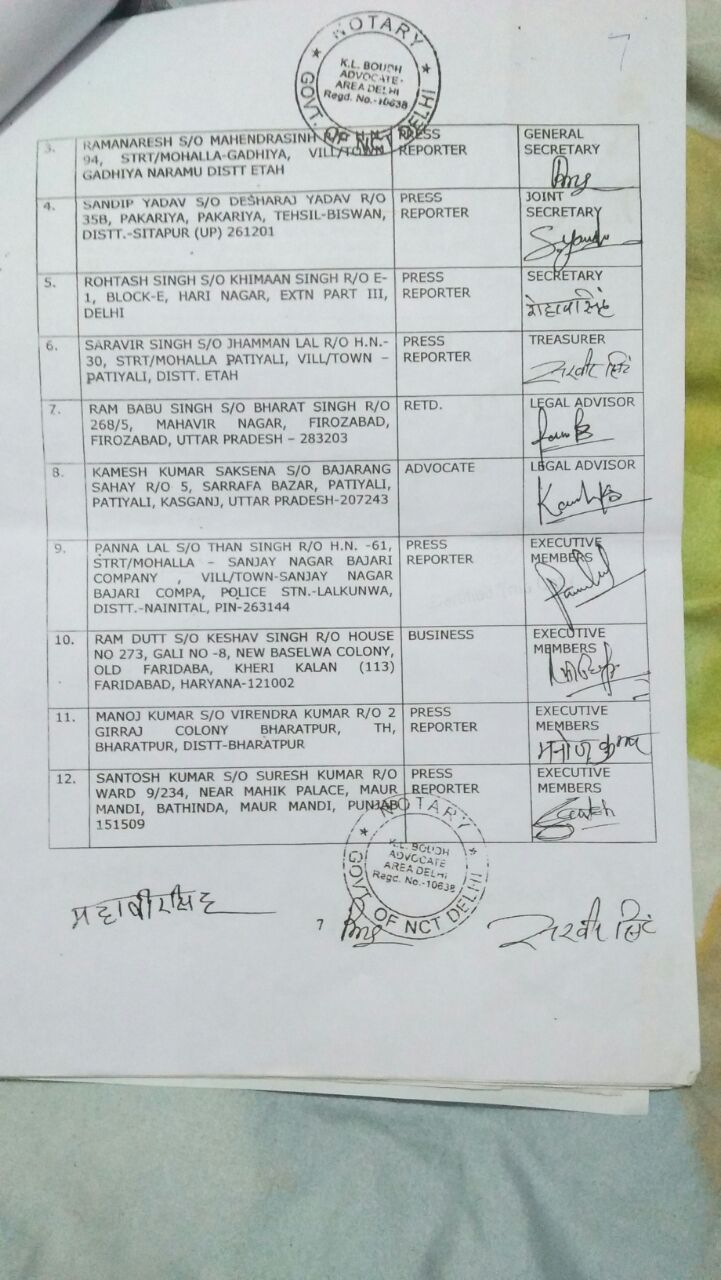 NOTARY
K.L. BOUDH
ADVOCATE
AREA DELHI
Regd. No.-10638
GOVT. OF NCT DELHI
7
3. RAMANARESH S/O MAHENDRASINH PRESS GENERAL
94, STRT/MOHALLA-GADHIYA, VILL/TOWN REPORTER SECRETARY
GADHIYA NARAMU DISTT ETAH
4. SANDIP YADAV S/O DESHARAJ YADAV R/O PRESS JOINT
35B, PAKARIYA, PAKARIYA, TEHSIL-BISWAN, REPORTER SECRETARY
DISTT.-SITAPUR (UP) 261201
5. ROHTASH SINGH S/O KHIMAAN SINGH R/O E- PRESS SECRETARY
1, BLOCK-E, HARI NAGAR, EXTN PART III, REPORTER
DELHI
6. SARAVIR SINGH S/O JHAMMAN LAL R/O H.N.- PRESS TREASURER
30, STRT/MOHALLA PATIYALI, VILL/TOWN – REPORTER
PATIYALI, DISTT. ETAH
7. RAM BABU SINGH S/O BHARAT SINGH R/O RETD. LEGAL ADVISOR
268/5, MAHAVIR NAGAR, FIROZABAD,
FIROZABAD, UTTAR PRADESH – 283203
8. KAMESH KUMAR SAKSENA S/O BAJARANG ADVOCATE LEGAL ADVISOR
SAHAY R/O 5, SARRAFA BAZAR, PATIYALI,
PATIYALI, KASGANJ, UTTAR PRADESH-207243
9. PANNA LAL S/O THAN SINGH R/O H.N. -61, PRESS EXECUTIVE
STRT/MOHALLA – SANJAY NAGAR BAJARI REPORTER MEMBERS
COMPANY , VILL/TOWN-SANJAY NAGAR
BAJARI COMPA, POLICE STN.-LALKUNWA,
DISTT.-NAINITAL, PIN-263144
10. RAM DUTT S/O KESHAV SINGH R/O HOUSE BUSINESS EXECUTIVE
NO 273, GALI NO -8, NEW BASELWA COLONY, MEMBERS
OLD FARIDABA, KHERI KALAN (113)
FARIDABAD, HARYANA-121002
11. MANOJ KUMAR S/O VIRENDRA KUMAR R/O 2 PRESS EXECUTIVE
GIRRAJ COLONY BHARATPUR, TH, REPORTER MEMBERS
BHARATPUR, DISTT-BHARATPUR
मनोज कुमार
12. SANTOSH KUMAR S/O SURESH KUMAR R/O PRESS EXECUTIVE
WARD 9/234, NEAR MAHIK PALACE, MAUR REPORTER MEMBERS
MANDI, BATHINDA, MAUR MANDI, PUNJAB
151509
NOTARY
K.L. BOUDH
ADVOCATE
AREA DELHI
Regd. No.-10638
GOVT. OF NCT DELHI
महावीर सिंह
7